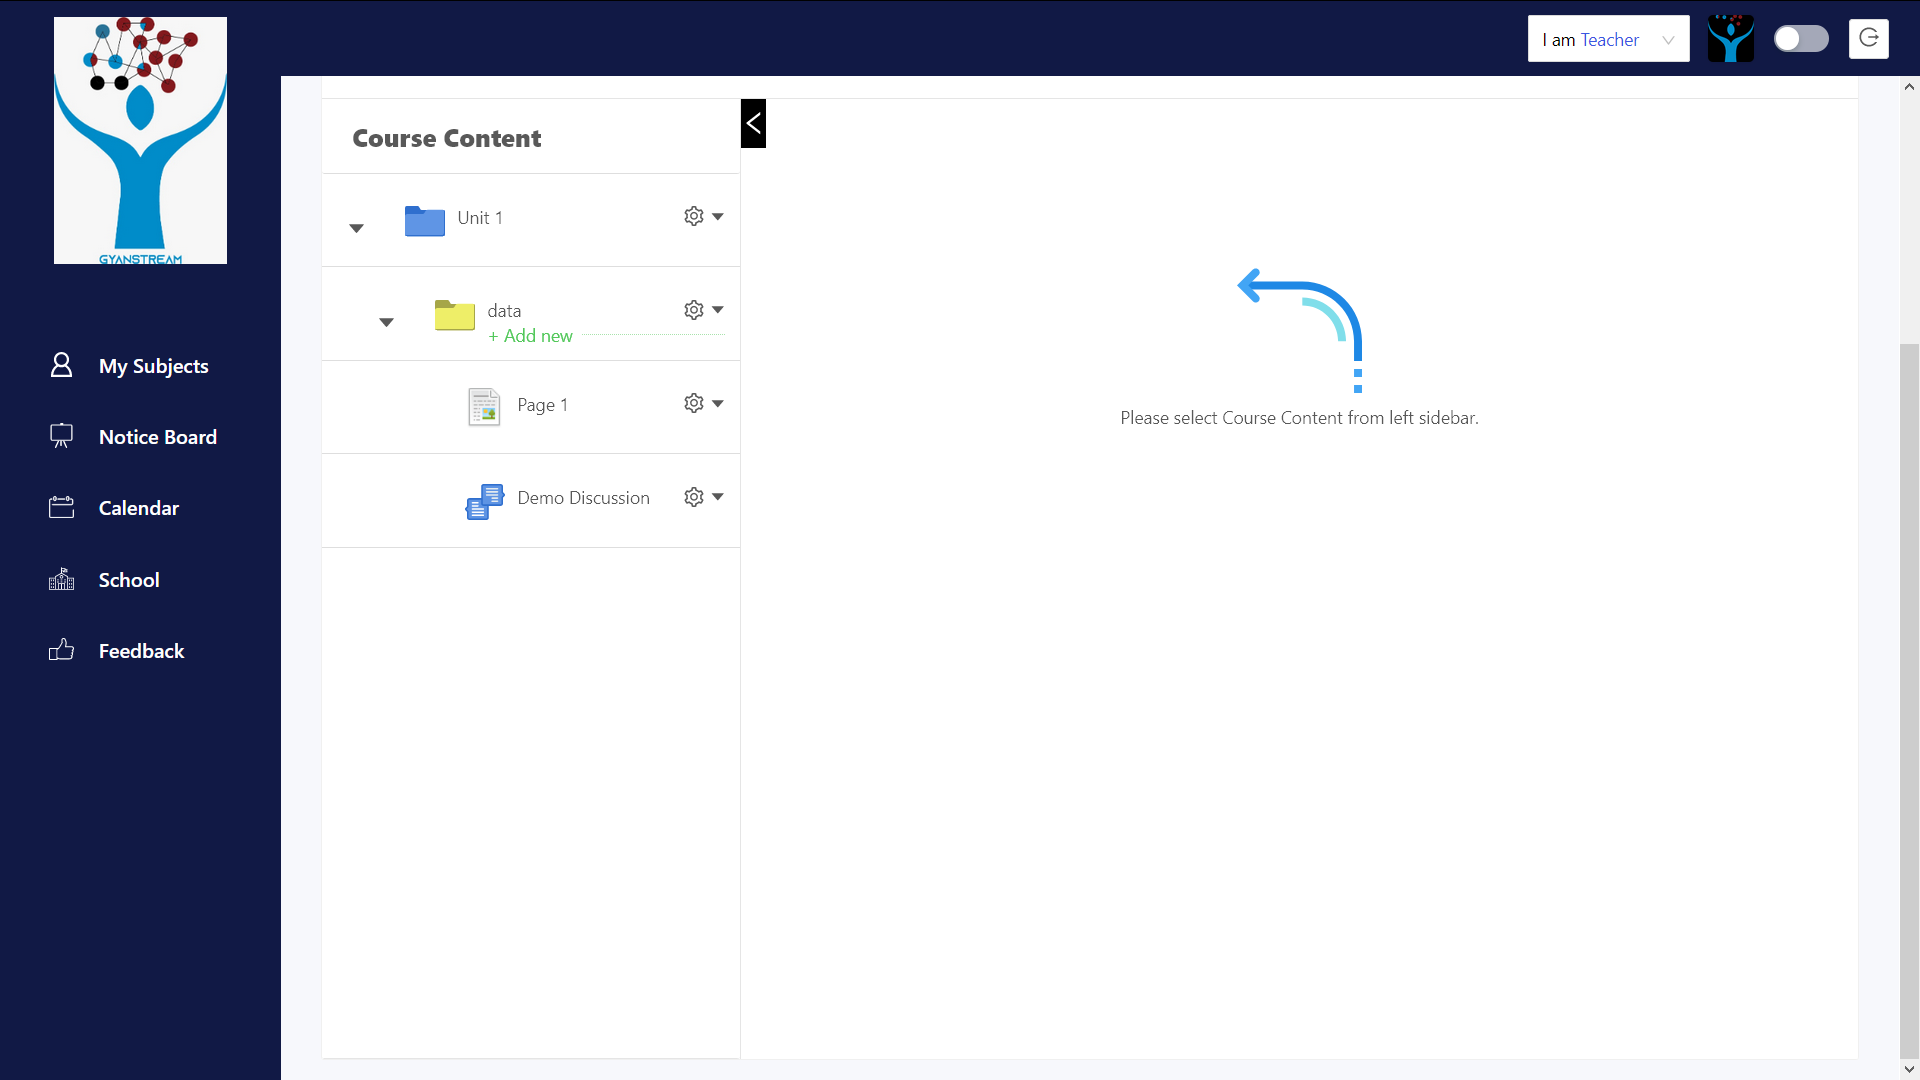 I am Teacher
GYANSTREAM
My Subjects
Notice Board
Calendar
School
Feedback
Course Content
Unit 1
data
+ Add new
Page 1
Demo Discussion
Please select Course Content from left sidebar.